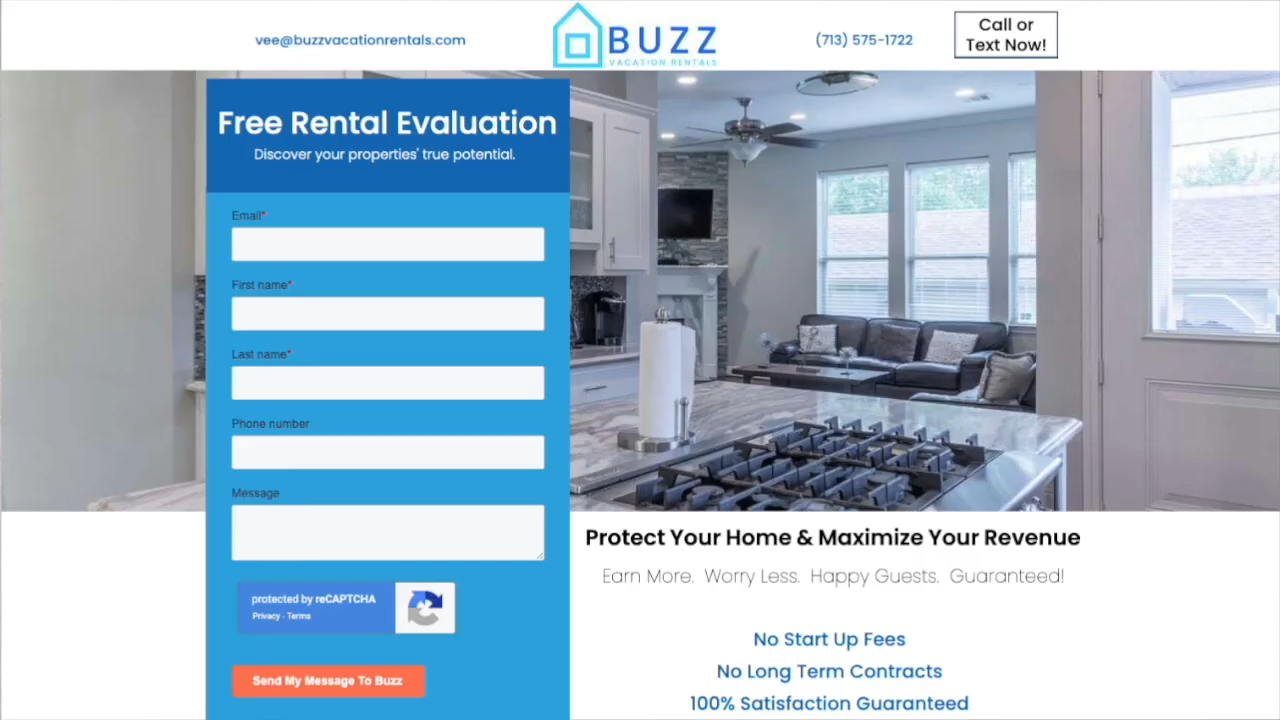 vee@buzzvacationrentals.com
BUZZ
VACATION RENTALS
(713) 575-1722
Call or
Text Now!
Free Rental Evaluation
Discover your properties' true potential.
Email*
First name*
Last name*
Phone number
Message
protected by reCAPTCHA
Privacy - Terms
Send My Message To Buzz
Protect Your Home & Maximize Your Revenue
Earn More. Worry Less. Happy Guests. Guaranteed!
No Start Up Fees
No Long Term Contracts
100% Satisfaction Guaranteed